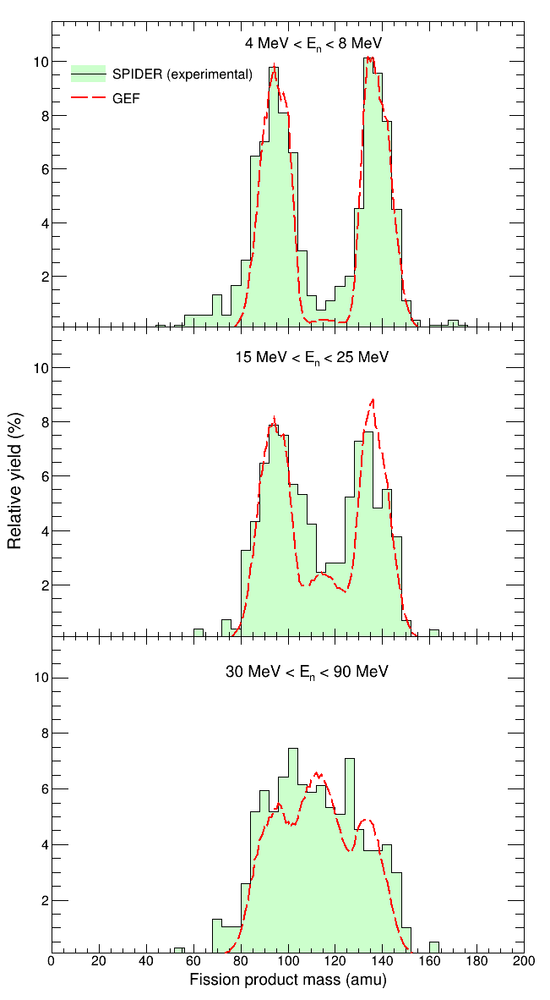 4 MeV < En < 8 MeV
SPIDER (experimental)
GEF
10
8
6
4
2
15 MeV < En < 25 MeV
10
8
6
4
2
Relative yield (%)
30 MeV < En < 90 MeV
10
8
6
4
2
0 20 40 60 80 100 120 140 160 180 200
Fission product mass (amu)